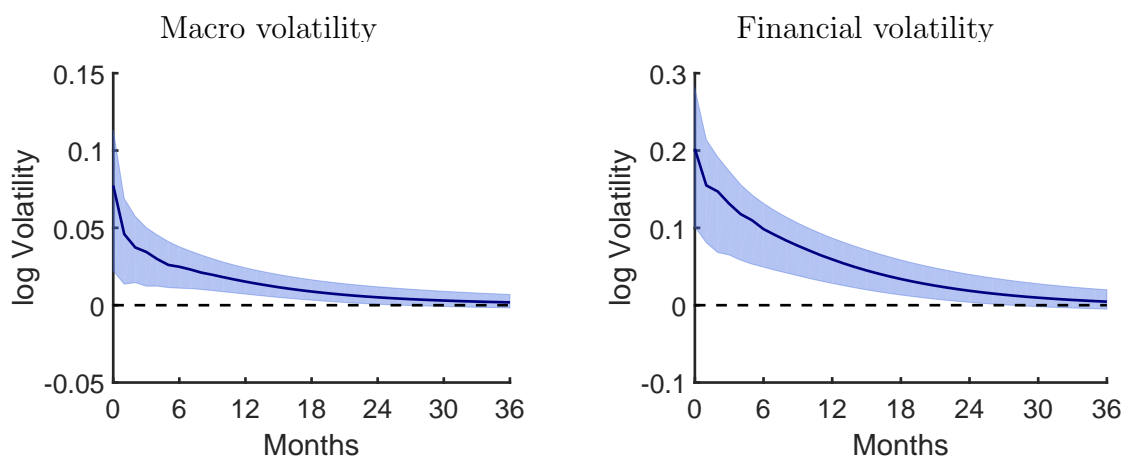 Macro volatility
0.15
0.1
0.05
0
-0.05
log Volatility
0 6 12 18 24 30 36
Months
Financial volatility
0.3
0.2
0.1
0
-0.1
log Volatility
0 6 12 18 24 30 36
Months